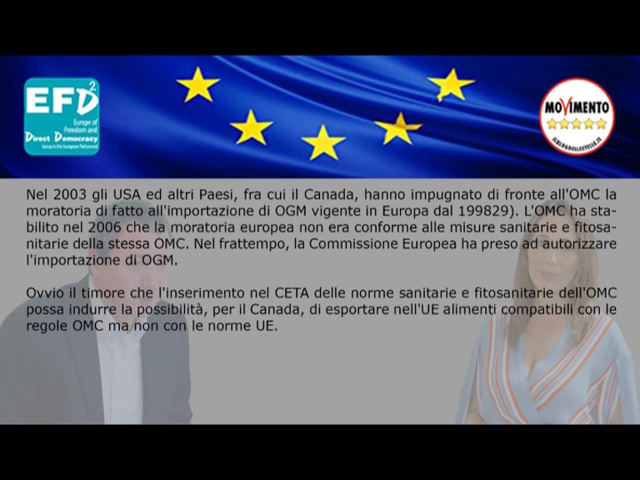 EFD2
Europe of
Freedom and
Direct Democracy
Group in the European Parliament
MOVIMENTO
ILBLOGDELLESTELLE.IT
Nel 2003 gli USA ed altri Paesi, fra cui il Canada, hanno impugnato di fronte all'OMC la
moratoria di fatto all'importazione di OGM vigente in Europa dal 199829). L'OMC ha sta-
bilito nel 2006 che la moratoria europea non era conforme alle misure sanitarie e fitosa-
nitarie della stessa OMC. Nel frattempo, la Commissione Europea ha preso ad autorizzare
l'importazione di OGM.
Ovvio il timore che l'inserimento nel CETA delle norme sanitarie e fitosanitarie dell'OMC
possa indurre la possibilità, per il Canada, di esportare nell'UE alimenti compatibili con le
regole OMC ma non con le norme UE.